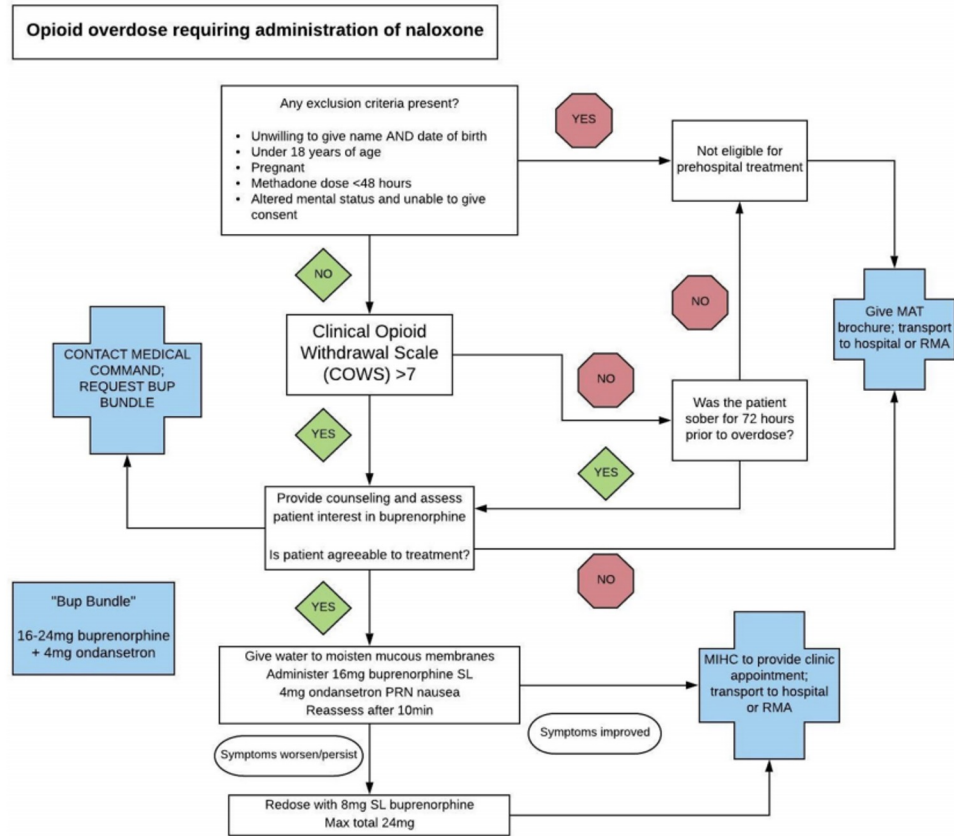 Opioid overdose requiring administration of naloxone
Any exclusion criteria present?
• Unwilling to give name AND date of birth
• Under 18 years of age
• Pregnant
• Methadone dose <48 hours
• Altered mental status and unable to give
consent
YES
Not eligible for
prehospital treatment
NO
NO
Give MAT
brochure; transport
to hospital or RMA
Clinical Opioid
Withdrawal Scale
(COWS) >7
CONTACT MEDICAL
COMMAND;
REQUEST BUP
BUNDLE
NO
Was the patient
sober for 72 hours
prior to overdose?
YES
YES
Provide counseling and assess
patient interest in buprenorphine
Is patient agreeable to treatment?
NO
YES
"Bup Bundle"
16-24mg buprenorphine
+ 4mg ondansetron
Give water to moisten mucous membranes
Administer 16mg buprenorphine SL
4mg ondansetron PRN nausea
Reassess after 10min
MIHC to provide clinic
appointment;
transport to hospital
or RMA
Symptoms improved
Symptoms worsen/persist
Redose with 8mg SL buprenorphine
Max total 24mg